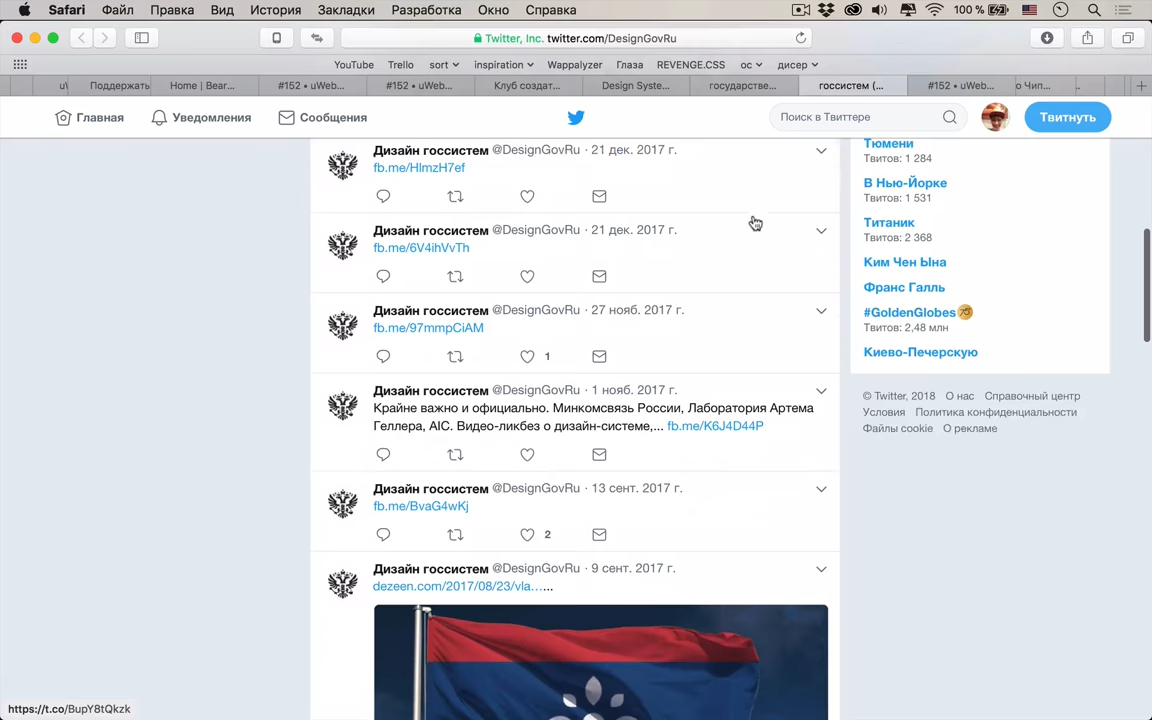 Safari Файл Правка Вид История Закладки Разработка Окно Справка 100 %
Twitter, Inc. twitter.com/DesignGovRu
YouTube Trello sort inspiration Wappalyzer Глаза REVENGE.CSS ос дисер
Поддержать Home | Bear... #152 • uWeb... #152 • uWeb... Клуб создат... Design Syste... государстве... госсистем (... #152 • uWeb... о Чип...
Главная Уведомления Сообщения Поиск в Твиттере Твитнуть
Дизайн госсистем @DesignGovRu · 21 дек. 2017 г.
fb.me/HlmzH7ef
Дизайн госсистем @DesignGovRu · 21 дек. 2017 г.
fb.me/6V4ihVvTh
Дизайн госсистем @DesignGovRu · 27 нояб. 2017 г.
fb.me/97mmpCiAM
1
Дизайн госсистем @DesignGovRu · 1 нояб. 2017 г.
Крайне важно и официально. Минкомсвязь России, Лаборатория Артема
Геллера, AIC. Видео-ликбез о дизайн-системе,... fb.me/K6J4D44P
Дизайн госсистем @DesignGovRu · 13 сент. 2017 г.
fb.me/BvaG4wKj
2
Дизайн госсистем @DesignGovRu · 9 сент. 2017 г.
dezeen.com/2017/08/23/vla......
Тюмени
Твитов: 1 284
В Нью-Йорке
Твитов: 1 531
Титаник
Твитов: 2 368
Ким Чен Ына
Франс Галль
#GoldenGlobes
Твитов: 2,48 млн
Киево-Печерскую
© Twitter, 2018 О нас Справочный центр
Условия Политика конфиденциальности
Файлы cookie О рекламе
https://t.co/BupY8tQkzk